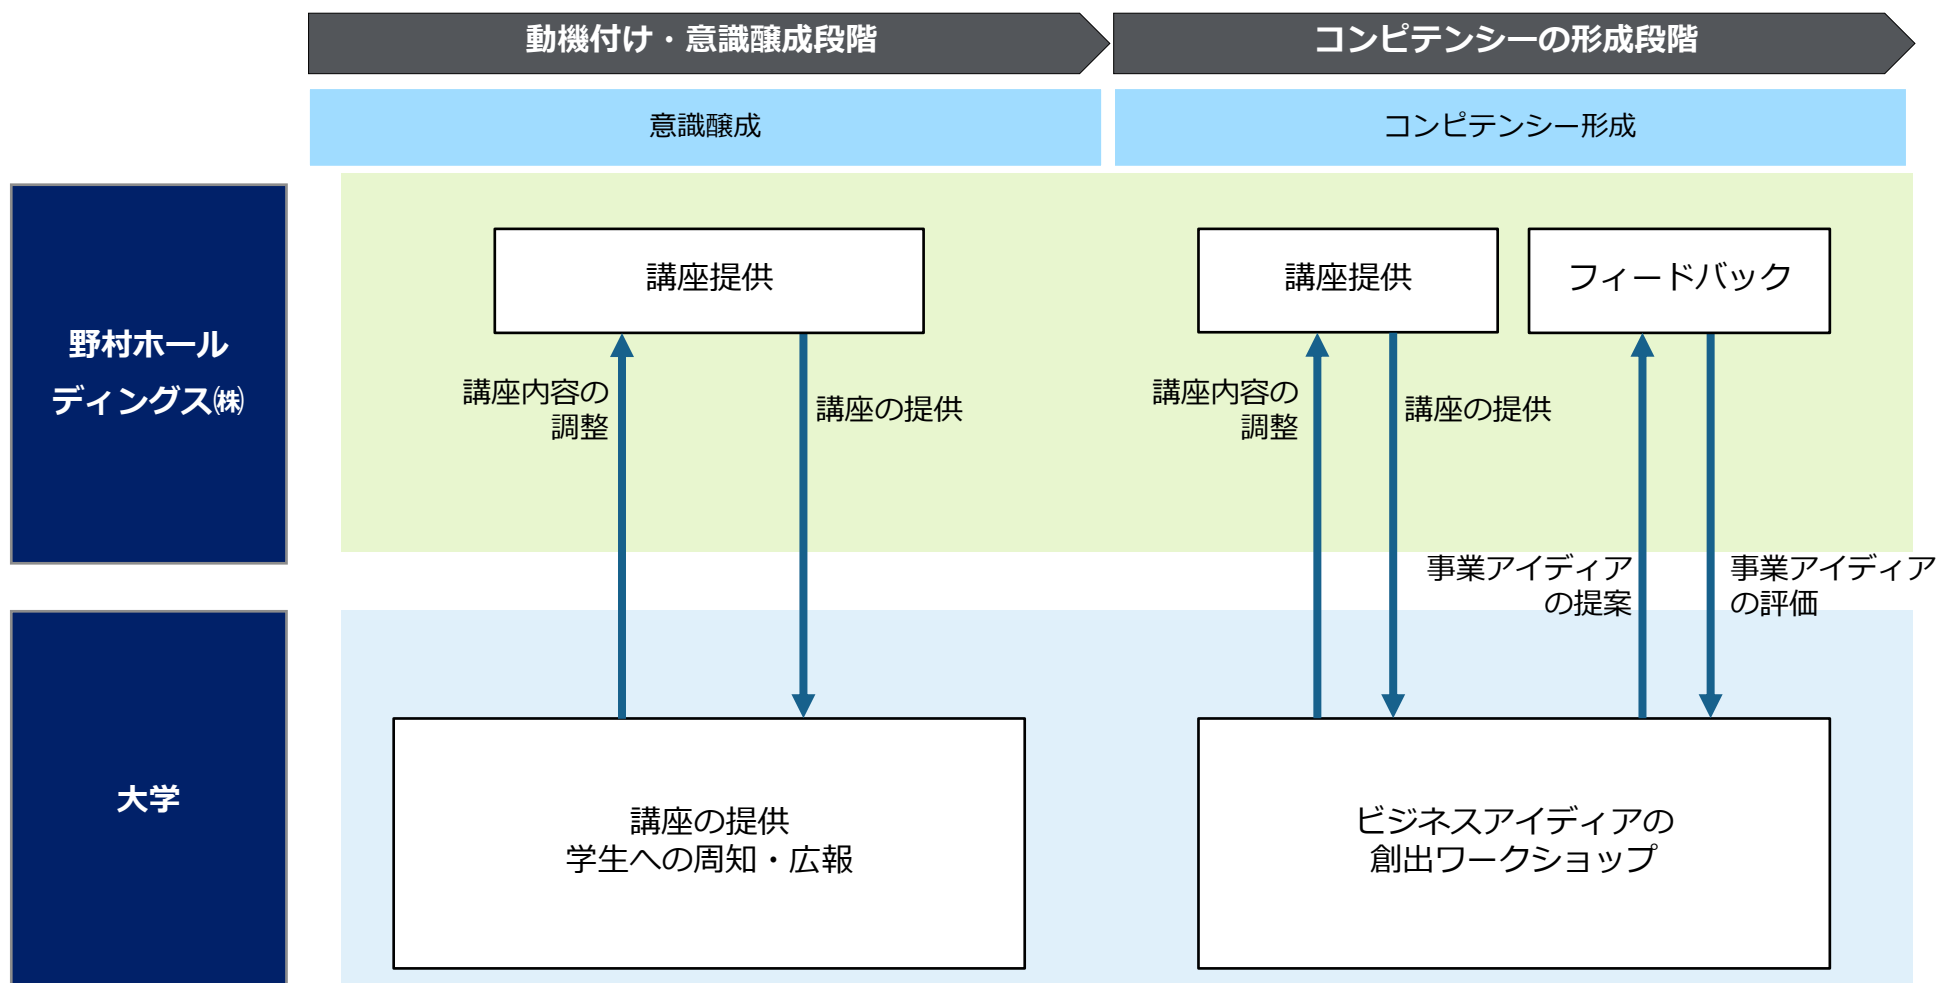 動機付け・意識醸成段階
コンピテンシーの形成段階
意識醸成
コンピテンシー形成
野村ホール
ディングス㈱
講座提供
講座提供
フィードバック
講座内容の
調整
講座の提供
講座内容の
調整
講座の提供
事業アイディア
の提案
事業アイディア
の評価
大学
講座の提供
学生への周知・広報
ビジネスアイディアの
創出ワークショップ